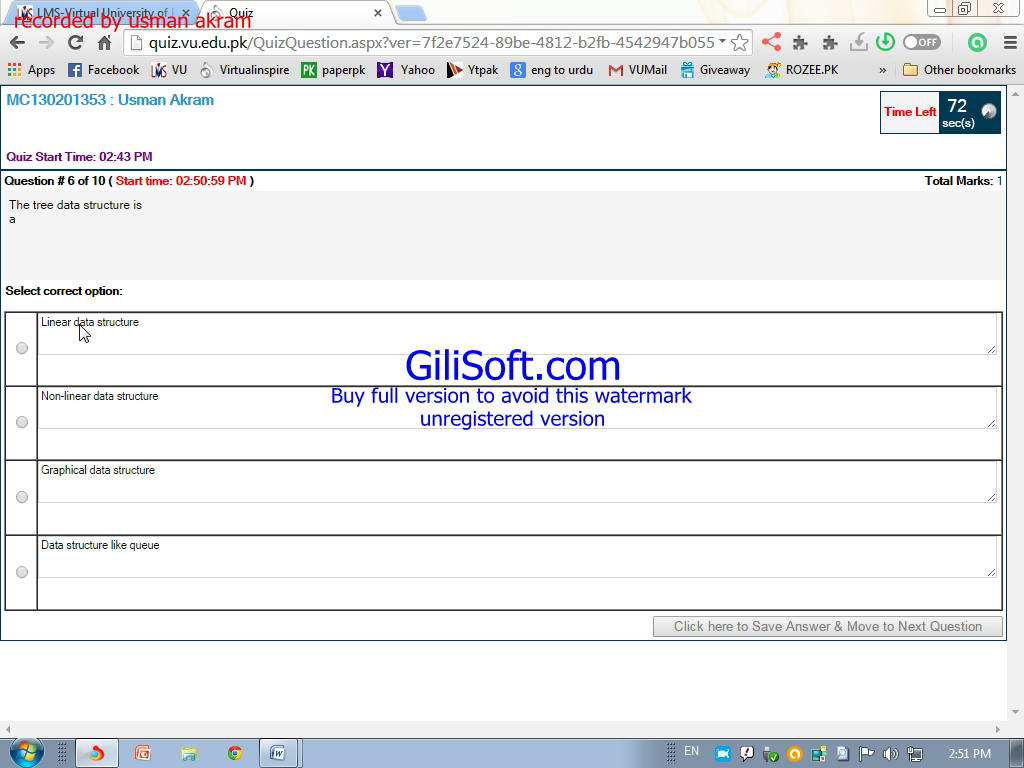 LMS-Virtual University of
Quiz
recorded by usman akram
quiz.vu.edu.pk/QuizQuestion.aspx?ver=7f2e7524-89be-4812-b2fb-4542947b055
OFF
Apps
Facebook
VU
Virtualinspire
PK paperpk
Yahoo
Ytpak
8 eng to urdu
VUMail
Giveaway
ROZEE.PK
»
Other bookmarks
MC130201353 : Usman Akram
Time Left 72
sec(s)
Quiz Start Time: 02:43 PM
Question # 6 of 10 ( Start time: 02:50:59 PM )
Total Marks: 1
The tree data structure is
a
Select correct option:
Linear data structure
GiliSoft.com
Buy full version to avoid this watermark
unregistered version
Non-linear data structure
Graphical data structure
Data structure like queue
Click here to Save Answer & Move to Next Question
EN
2:51 PM